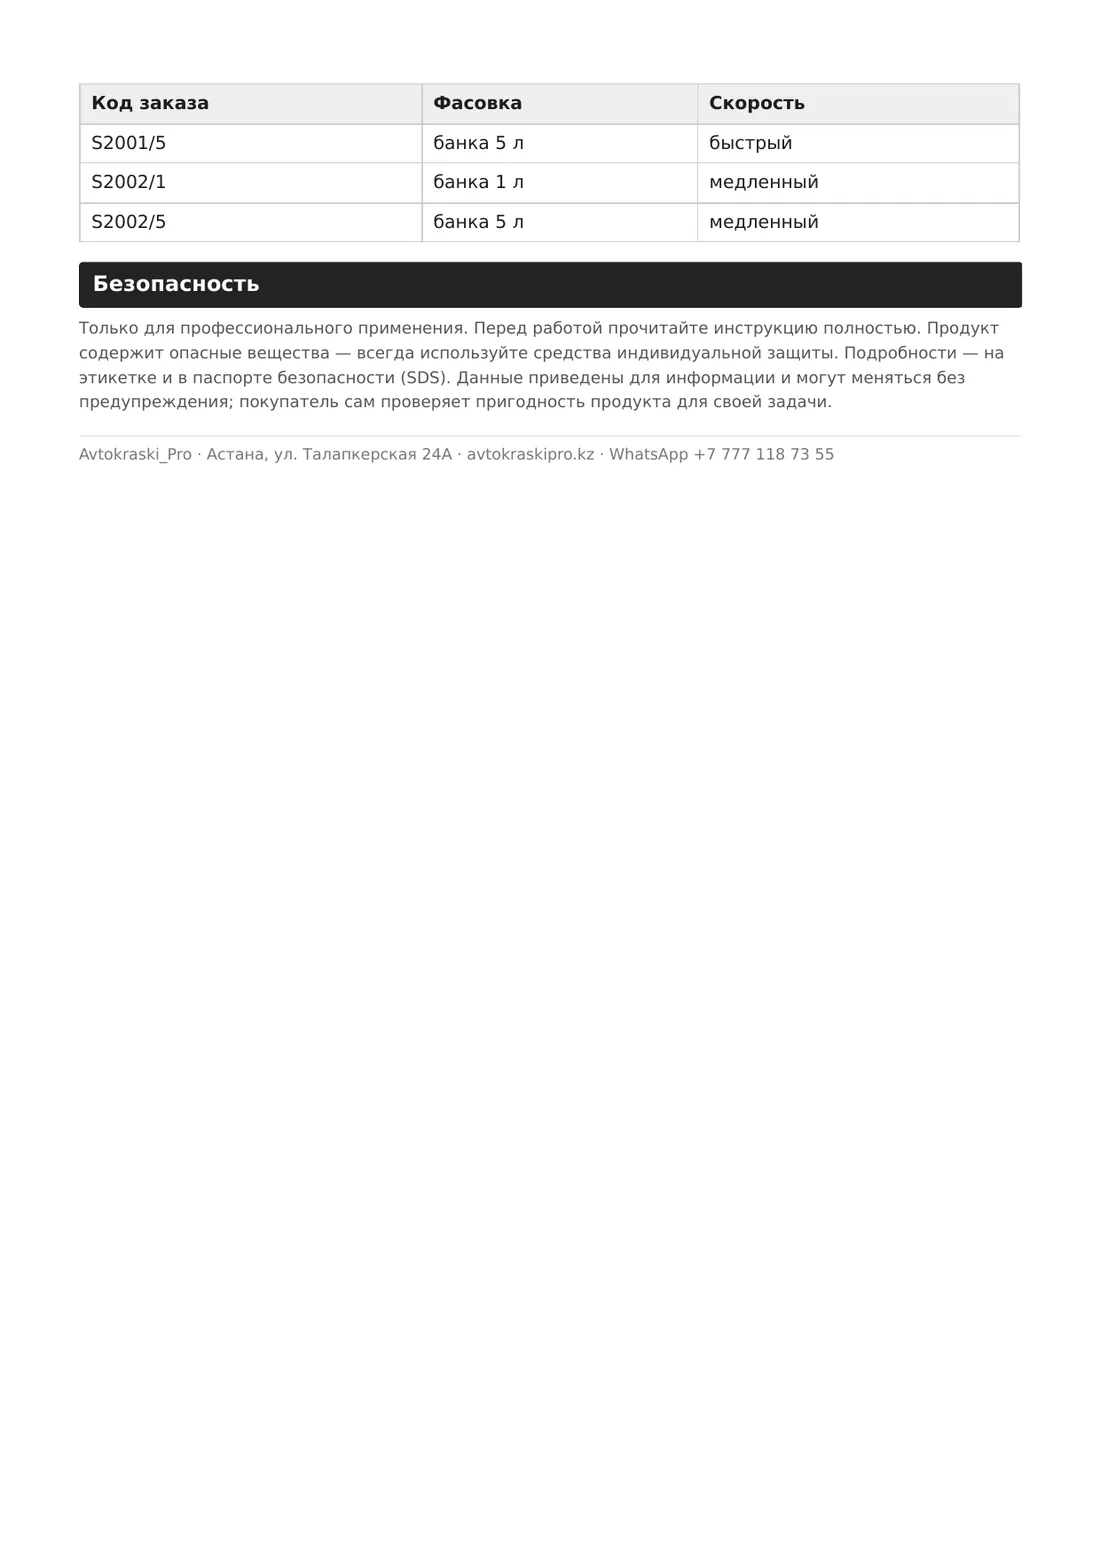 Код заказа Фасовка Скорость
S2001/5 банка 5 л быстрый
S2002/1 банка 1 л медленный
S2002/5 банка 5 л медленный
Безопасность
Только для профессионального применения. Перед работой прочитайте инструкцию полностью. Продукт
содержит опасные вещества — всегда используйте средства индивидуальной защиты. Подробности — на
этикетке и в паспорте безопасности (SDS). Данные приведены для информации и могут меняться без
предупреждения; покупатель сам проверяет пригодность продукта для своей задачи.
Avtokraski_Pro · Астана, ул. Талапкерская 24А · avtokraskipro.kz · WhatsApp +7 777 118 73 55